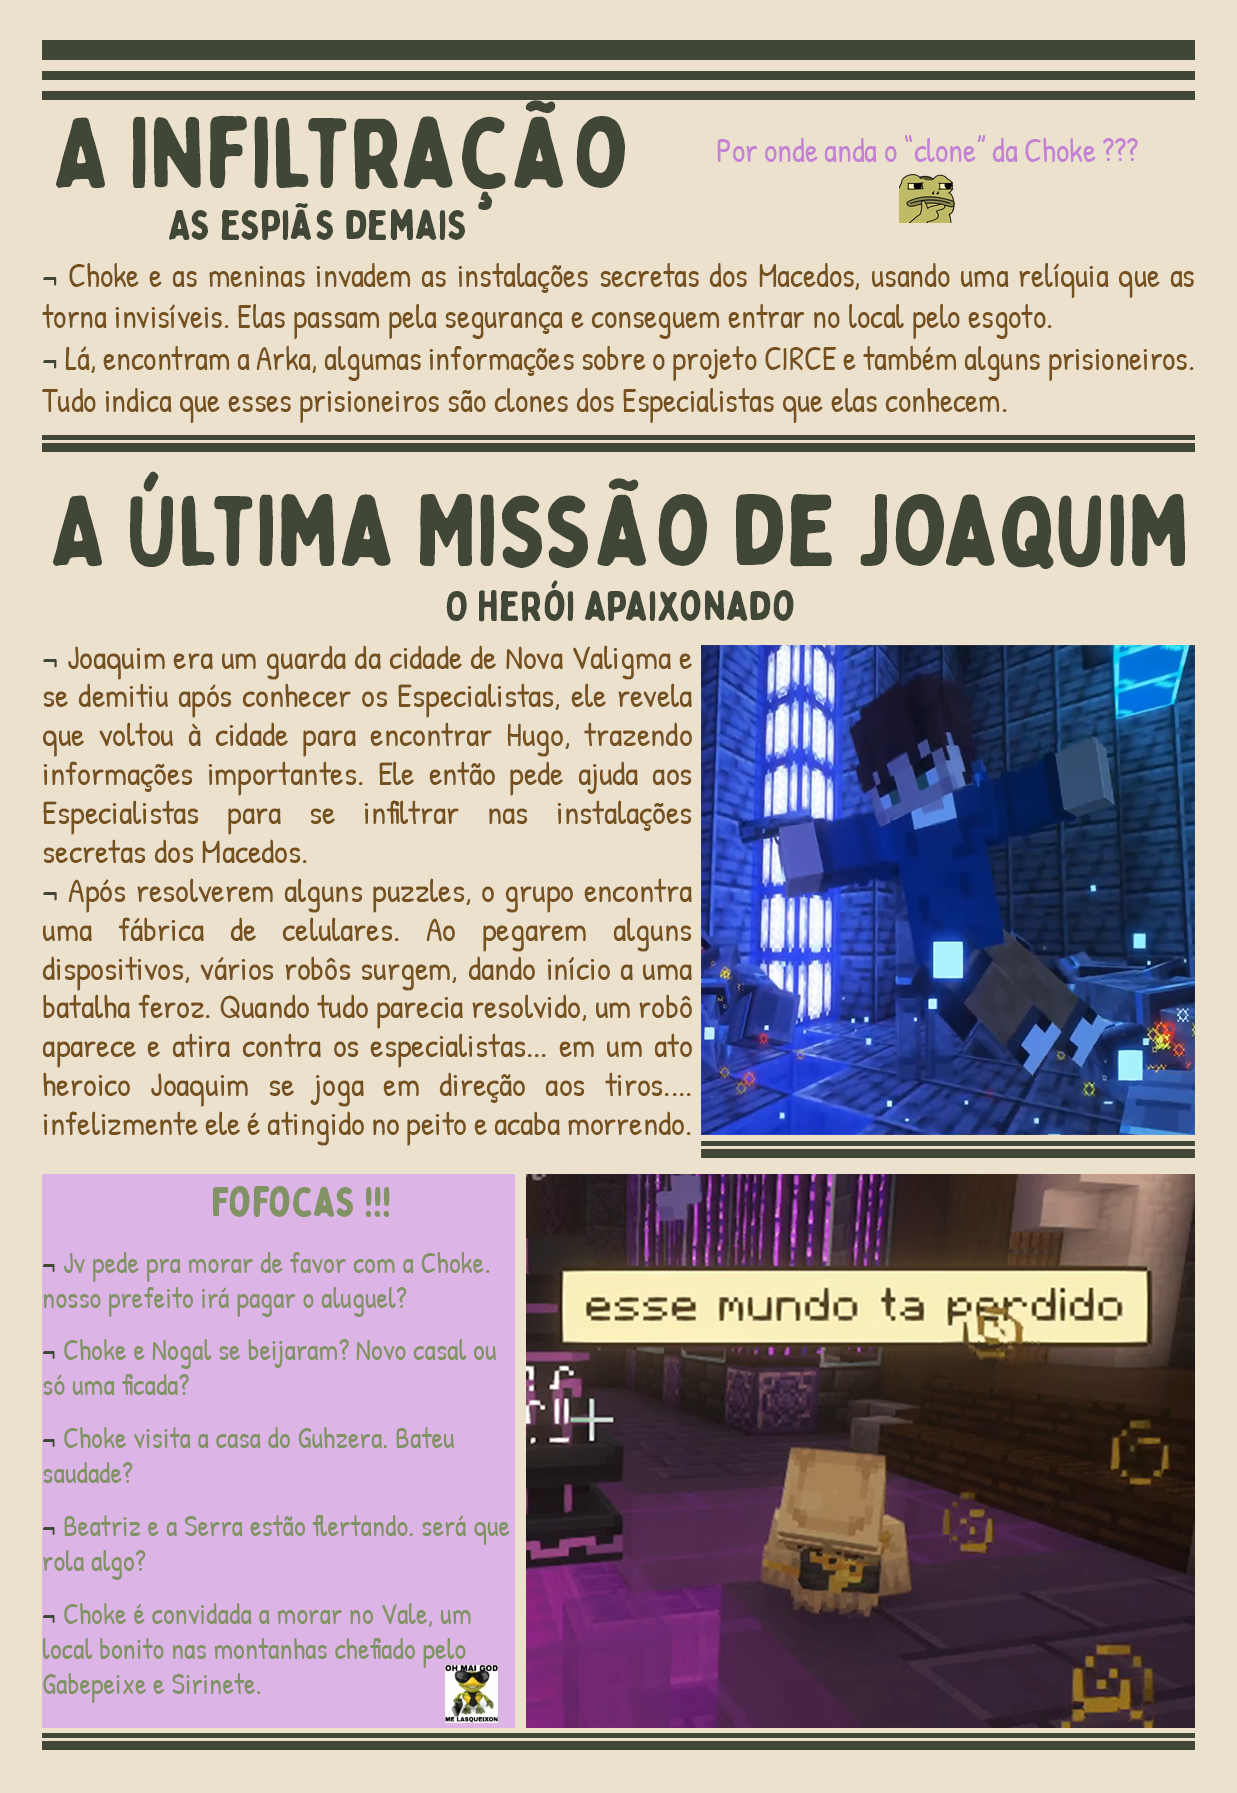 A INFILTRAÇÃO
AS ESPIÃS DEMAIS
Por onde anda o “clone” da Choke ???
¬ Choke e as meninas invadem as instalações secretas dos Macedos, usando uma relíquia que as
torna invisíveis. Elas passam pela segurança e conseguem entrar no local pelo esgoto.
¬ Lá, encontram a Arka, algumas informações sobre o projeto CIRCE e também alguns prisioneiros.
Tudo indica que esses prisioneiros são clones dos Especialistas que elas conhecem.
A ÚLTIMA MISSÃO DE JOAQUIM
O HERÓI APAIXONADO
¬ Joaquim era um guarda da cidade de Nova Valigma e
se demitiu após conhecer os Especialistas, ele revela
que voltou à cidade para encontrar Hugo, trazendo
informações importantes. Ele então pede ajuda aos
Especialistas para se infiltrar nas instalações
secretas dos Macedos.
¬ Após resolverem alguns puzzles, o grupo encontra
uma fábrica de celulares. Ao pegarem alguns
dispositivos, vários robôs surgem, dando início a uma
batalha feroz. Quando tudo parecia resolvido, um robô
aparece e atira contra os especialistas... em um ato
heroico Joaquim se joga em direção aos tiros....
infelizmente ele é atingido no peito e acaba morrendo.
FOFOCAS !!!
¬ Jv pede pra morar de favor com a Choke.
nosso prefeito irá pagar o aluguel?
¬ Choke e Nogal se beijaram? Novo casal ou
só uma ficada?
¬ Choke visita a casa do Guhzera. Bateu
saudade?
¬ Beatriz e a Serra estão flertando. será que
rola algo?
¬ Choke é convidada a morar no Vale, um
local bonito nas montanhas chefiado pelo
Gabepeixe e Sirinete.
OH MAI GOD
ME LASQUEIXON
esse mundo ta perdido